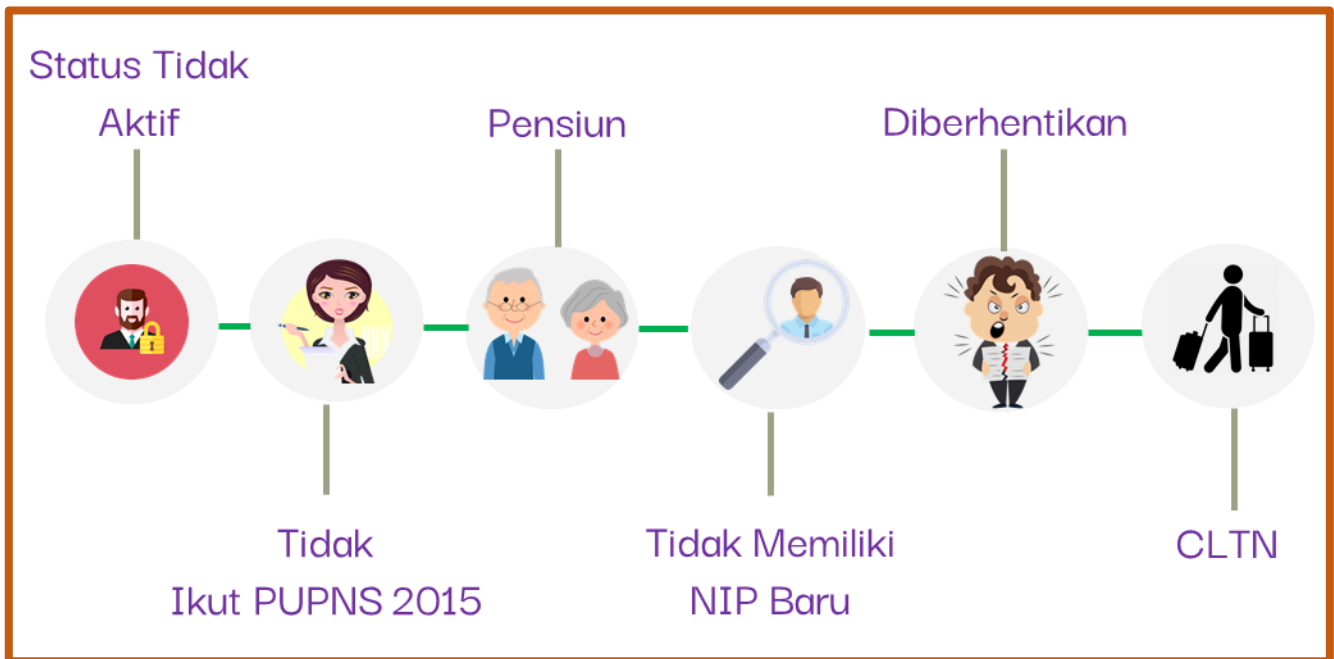 Status Tidak
Aktif
Pensiun
Diberhentikan
Tidak
Ikut PUPNS 2015
Tidak Memiliki
NIP Baru
CLTN